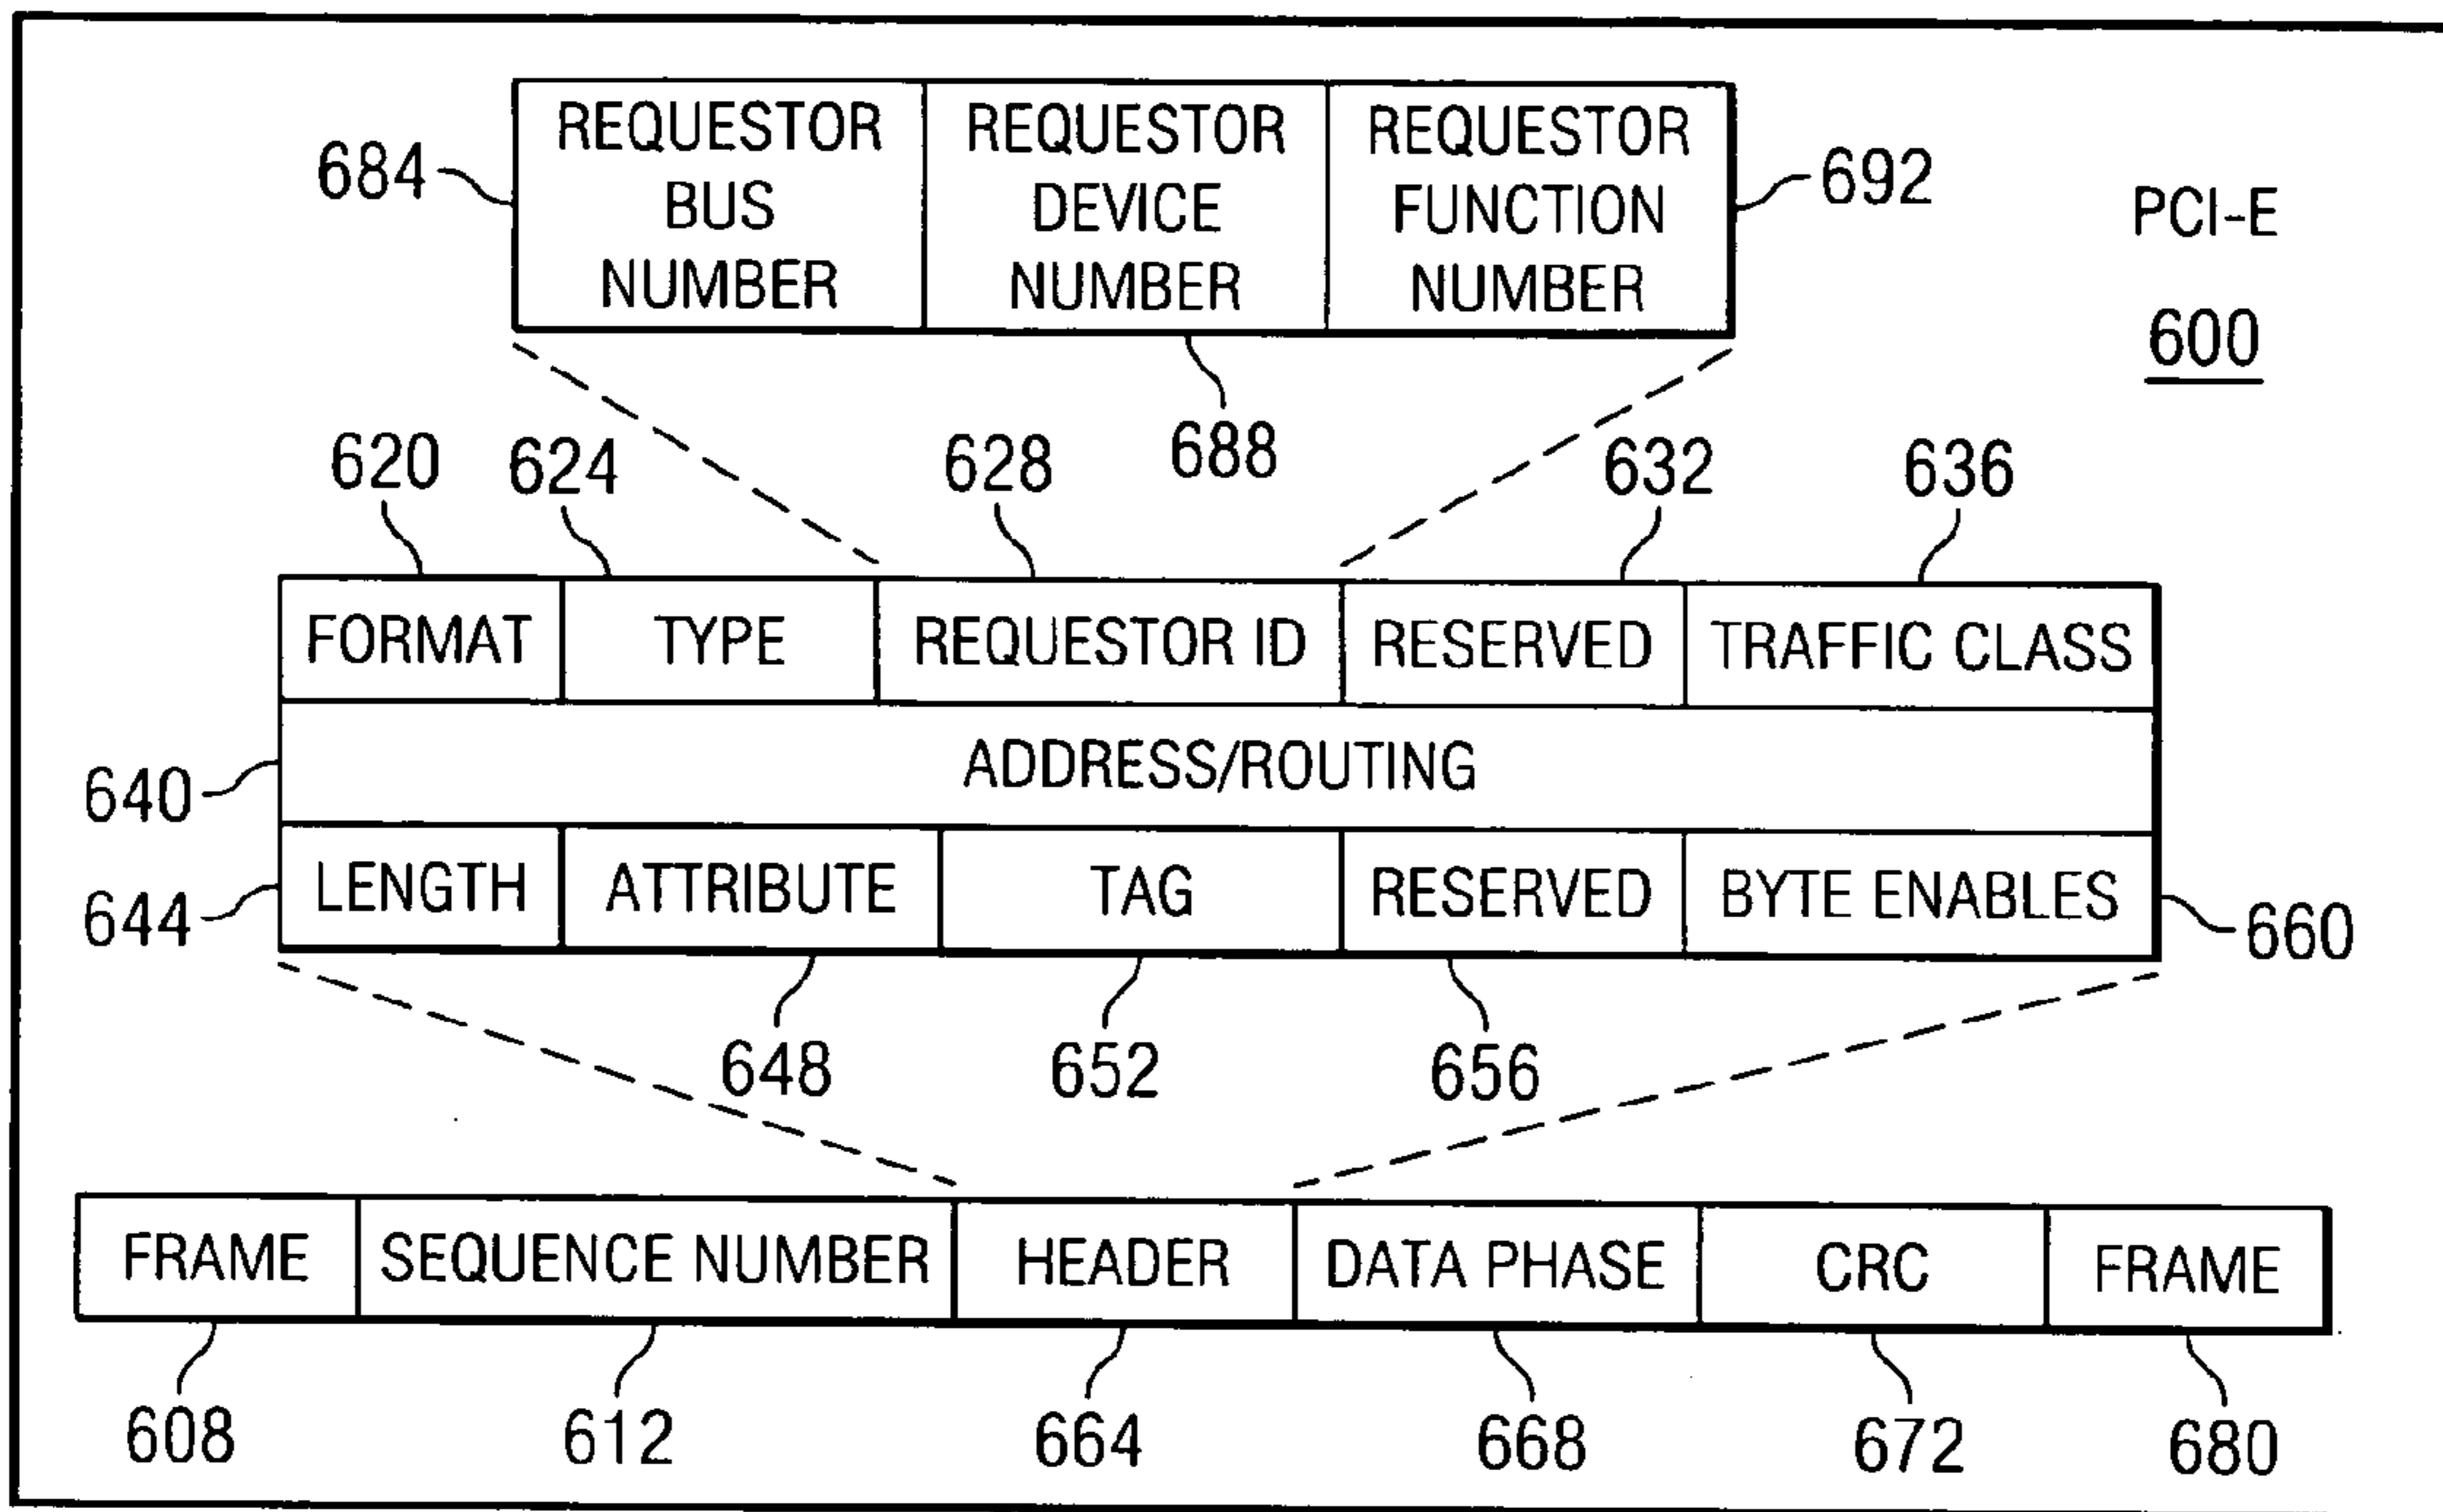 REQUESTOR BUS NUMBER
REQUESTOR DEVICE NUMBER
REQUESTOR FUNCTION NUMBER
684
692
PCI-E
600
688
620
624
628
632
636
FORMAT
TYPE
REQUESTOR ID
RESERVED
TRAFFIC CLASS
640
ADDRESS/ROUTING
644
LENGTH
ATTRIBUTE
TAG
RESERVED
BYTE ENABLES
660
648
652
656
FRAME
SEQUENCE NUMBER
HEADER
DATA PHASE
CRC
FRAME
608
612
664
668
672
680